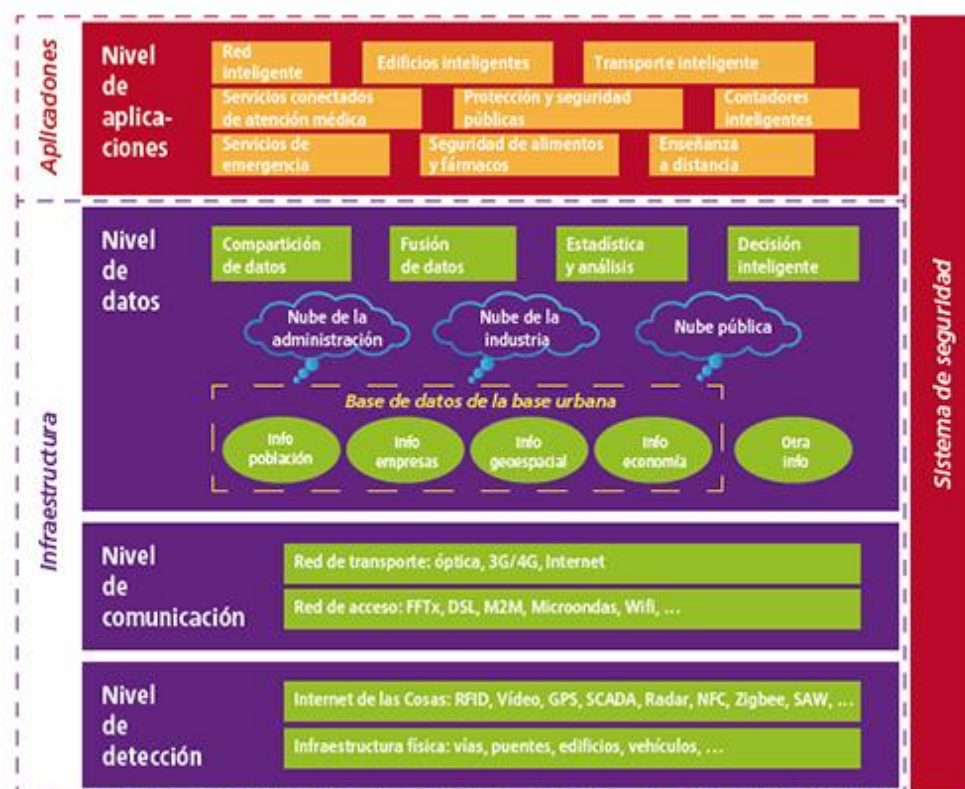 Aplicaciones
Nivel
de
aplica-
ciones
Red
inteligente
Edificios inteligentes
Transporte inteligente
Servicios conectados
de atención médica
Protección y seguridad
públicas
Contadores
inteligentes
Servicios de
emergencia
Seguridad de alimentos
y fármacos
Enseñanza
a distancia
Infraestructura
Nivel
de
datos
Compartición
de datos
Fusión
de datos
Estadística
y análisis
Decisión
inteligente
Nube de la
administración
Nube de la
industria
Nube pública
Base de datos de la base urbana
Info
población
Info
empresas
Info
geoespacial
Info
economía
Otra
info
Nivel
de
comunicación
Red de transporte: óptica, 3G/4G, Internet
Red de acceso: FFTx, DSL, M2M, Microondas, Wifi, ...
Nivel
de
detección
Internet de las Cosas: RFID, Vídeo, GPS, SCADA, Radar, NFC, Zigbee, SAW, ...
Infraestructura física: vías, puentes, edificios, vehículos, ...
Sistema de seguridad